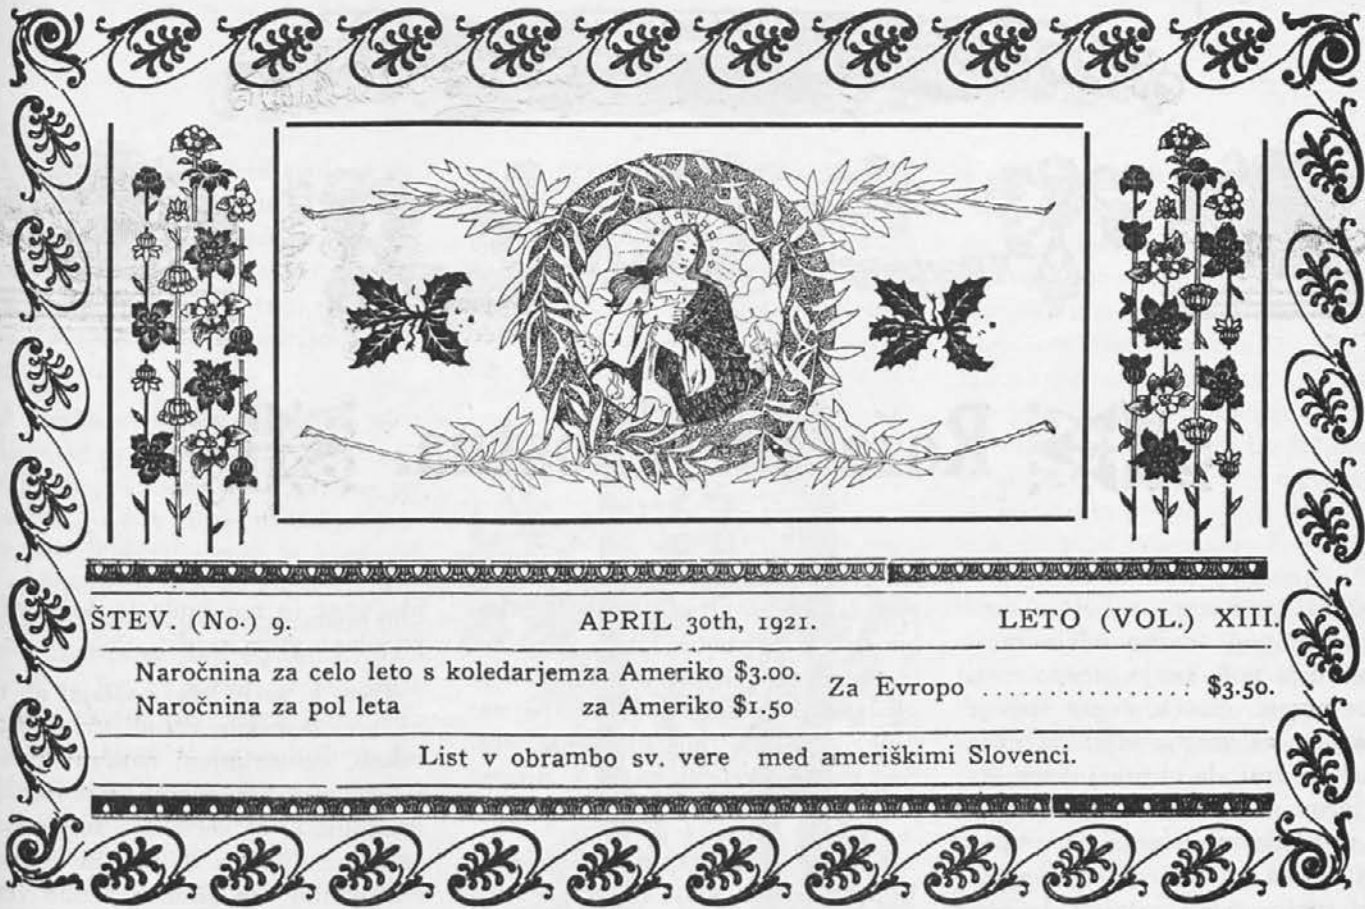 ŠTEV. (No.) 9. APRIL 30th, 1921. LETO (VOL.) XIII.
Naročnina za celo leto s koledarjemza Ameriko $3.00.
Naročnina za pol leta za Ameriko $1.50
Za Evropo .................. $3.50.
List v obrambo sv. vere med ameriškimi Slovenci.